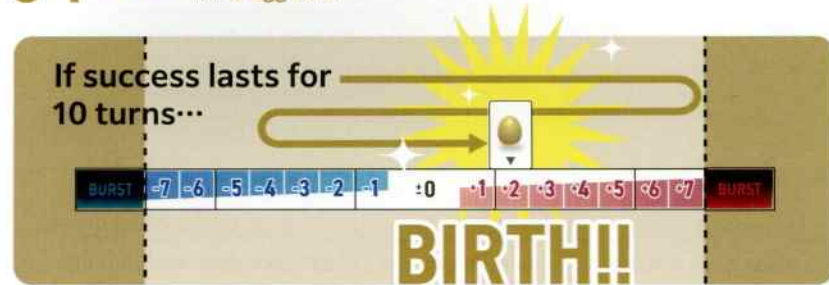 If success lasts for
10 turns…
BURST -7 -6 -5 -4 -3 -2 -1 ±0 +1 +2 +3 +4 +5 +6 +7 BURST
BIRTH!!